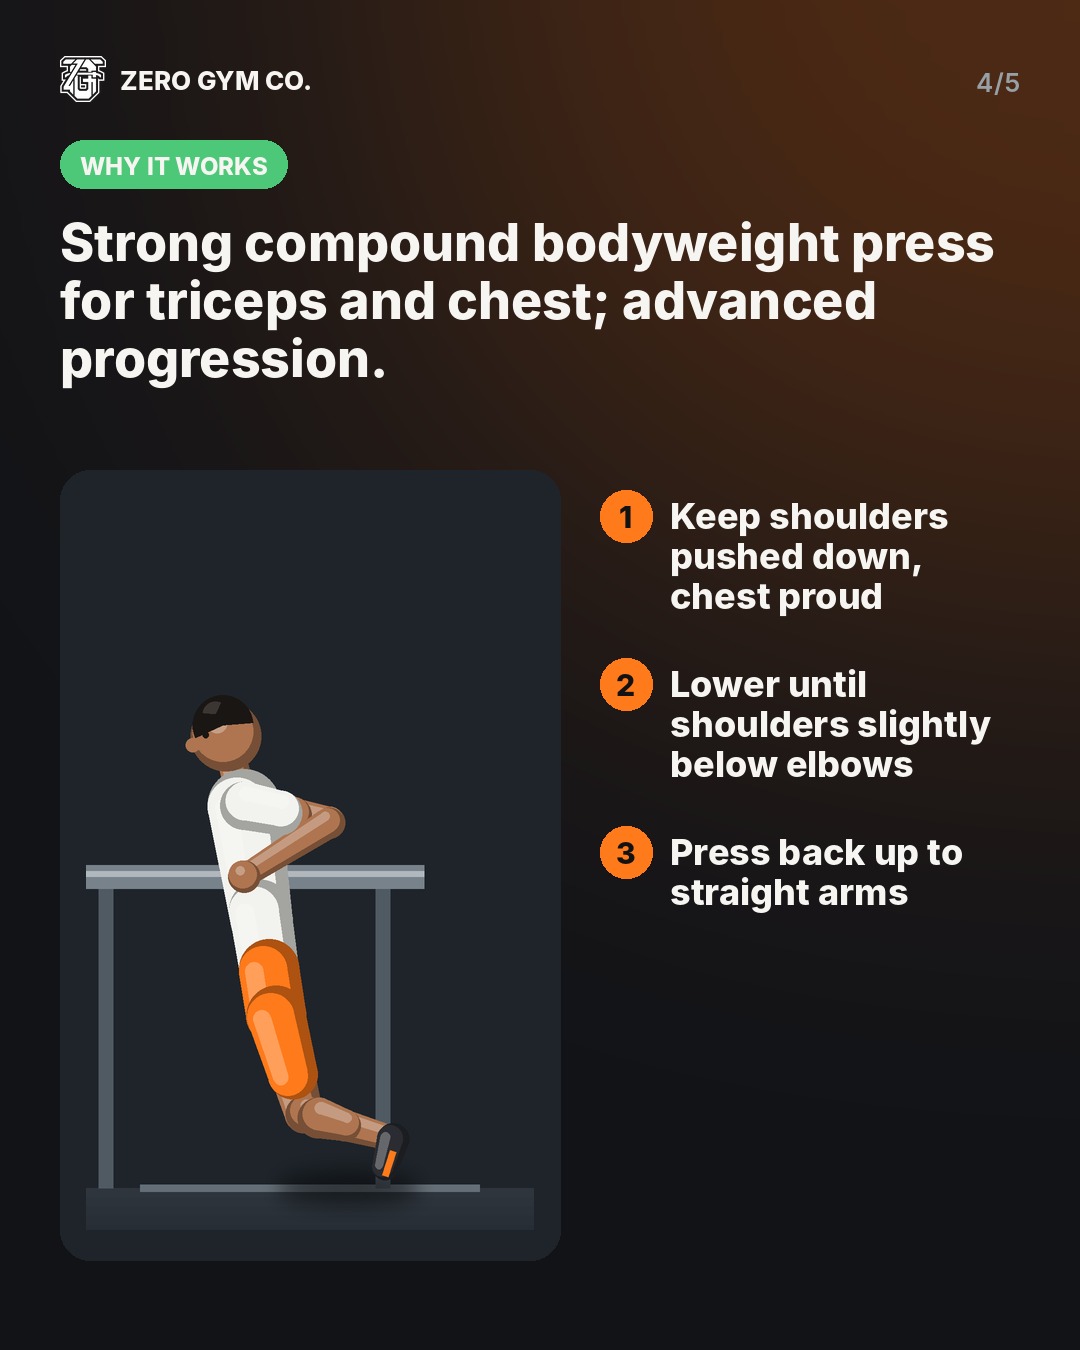 ZERO GYM CO.
4/5
WHY IT WORKS
Strong compound bodyweight press
for triceps and chest; advanced
progression.
1 Keep shoulders
pushed down,
chest proud
2 Lower until
shoulders slightly
below elbows
3 Press back up to
straight arms